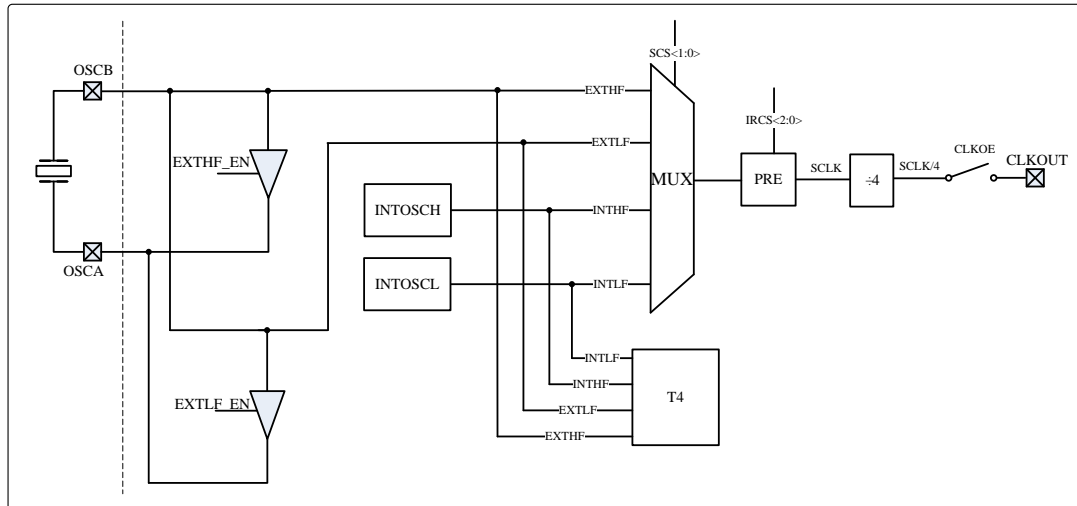 SCS<1:0>
OSCB
EXTHF
IRCS<2:0>
CLKOE
EXTHF_EN
EXTLF
MUX
PRE
SCLK
÷4
SCLK/4
CLKOUT
INTOSCH
INTHF
OSCA
INTOSCL
INTLF
INTLF
INTHF
T4
EXTLF_EN
EXTLF
EXTHF